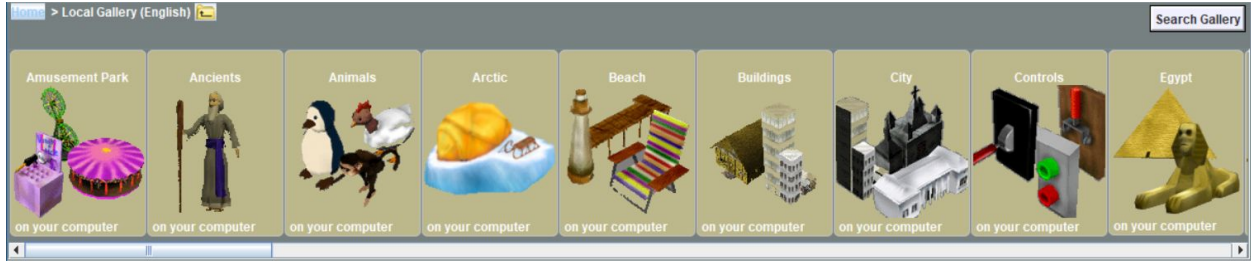 Home > Local Gallery (English)
Search Gallery
Amusement Park
on your computer
Ancients
on your computer
Animals
on your computer
Arctic
on your computer
Beach
on your computer
Buildings
on your computer
City
on your computer
Controls
on your computer
Egypt
on your computer